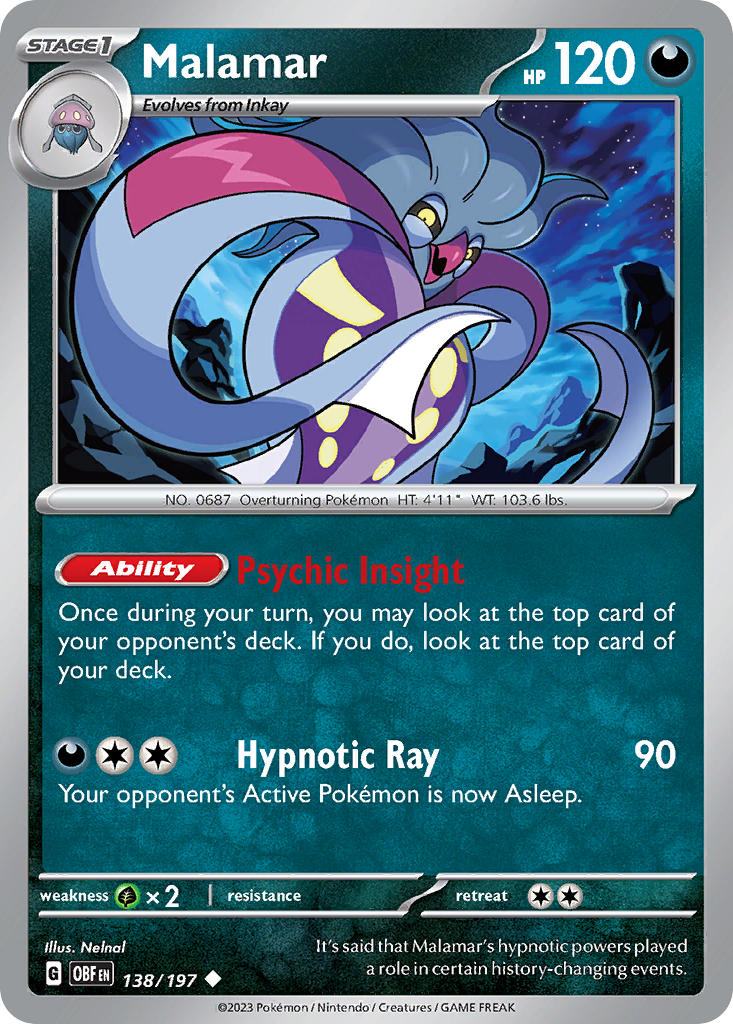 STAGE1
Malamar
HP 120
Evolves from Inkay
NO. 0687 Overturning Pokémon HT: 4'11" WT: 103.6 lbs.
Ability Psychic Insight
Once during your turn, you may look at the top card of
your opponent's deck. If you do, look at the top card of
your deck.
Hypnotic Ray 90
Your opponent's Active Pokémon is now Asleep.
weakness ×2 resistance retreat
Illus. Nelnal
It's said that Malamar's hypnotic powers played
a role in certain history-changing events.
G OBF EN 138/197
©2023 Pokémon / Nintendo / Creatures / GAME FREAK